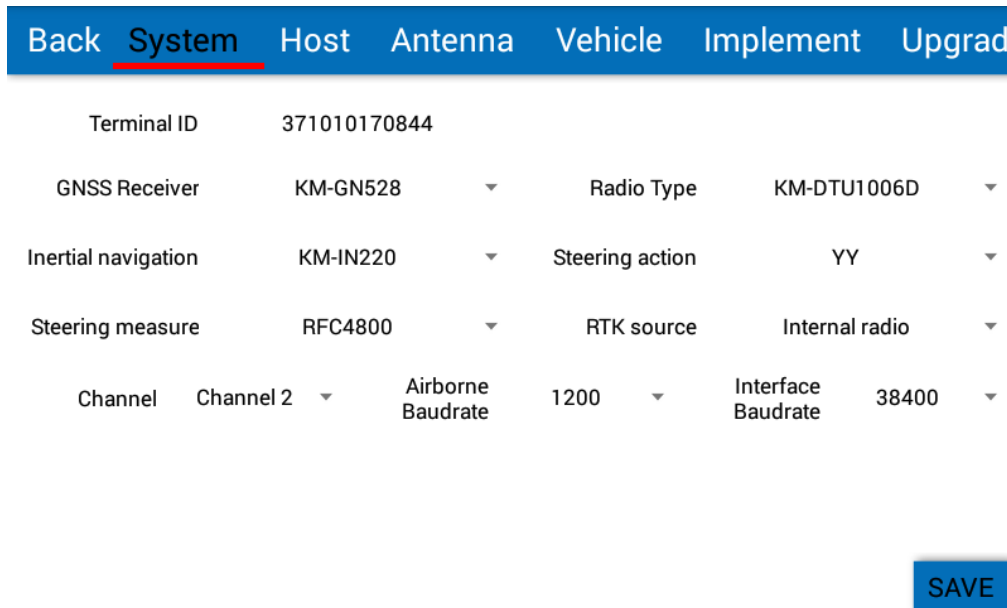 Back System Host Antenna Vehicle Implement Upgrad
Terminal ID 371010170844
GNSS Receiver KM-GN528 Radio Type KM-DTU1006D
Inertial navigation KM-IN220 Steering action YY
Steering measure RFC4800 RTK source Internal radio
Channel Channel 2 Airborne Baudrate 1200 Interface Baudrate 38400
SAVE